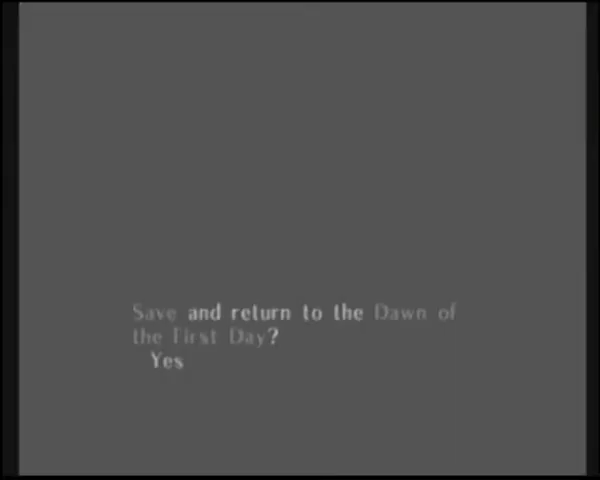 Save and return to the Dawn of
the First Day?
Yes